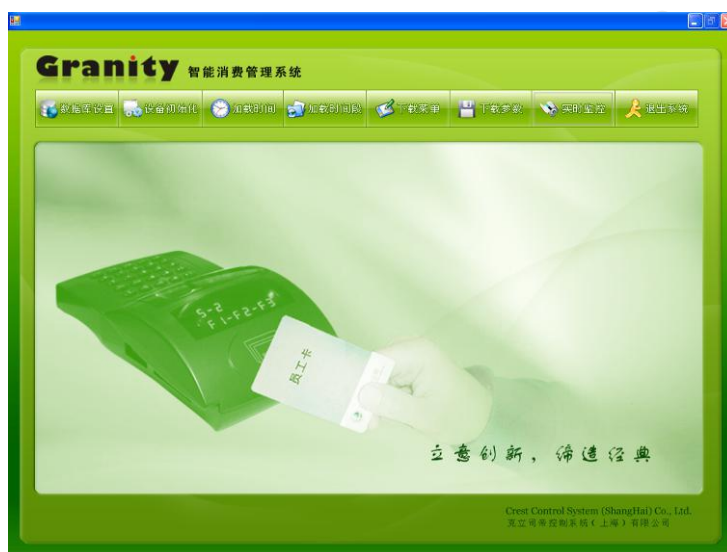 Granity 智能消费管理系统
数据库设置 设备初始化 加载时间 加载时间段 下载菜单 下载参数 实时监控 退出系统
S-2
F1-F2-F3
员工卡
立意创新，缔造经典
Crest Control System (ShangHai) Co., Ltd.
克立司帝控制系统（上海）有限公司